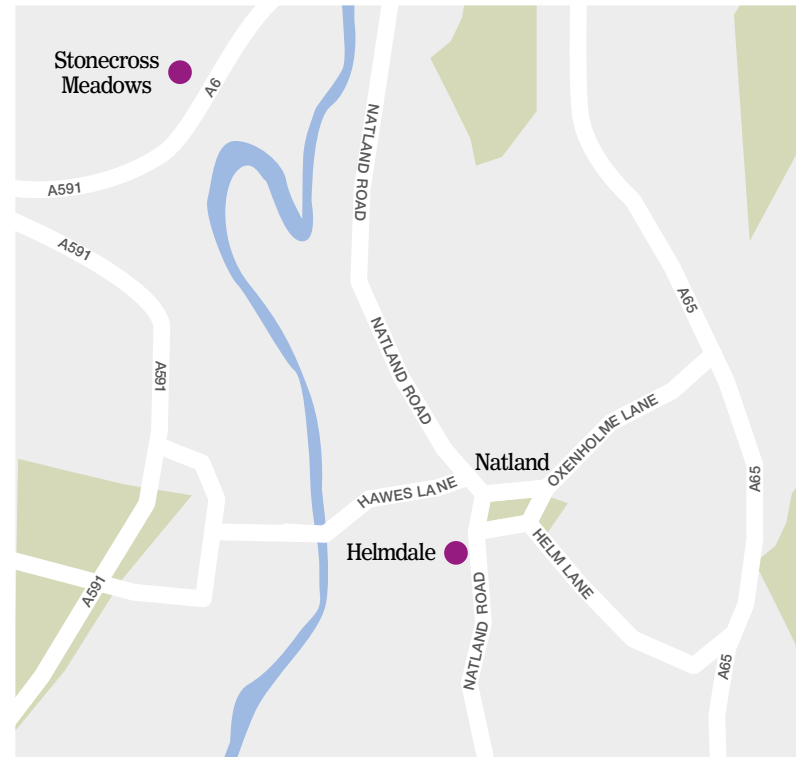 Stonecross
Meadows
A6
NATLAND ROAD
A591
A591
A65
NATLAND ROAD
A591
OXENHOLME LANE
Natland
HAWES LANE
A65
Helmdale
HELM LANE
A591
NATLAND ROAD
A65